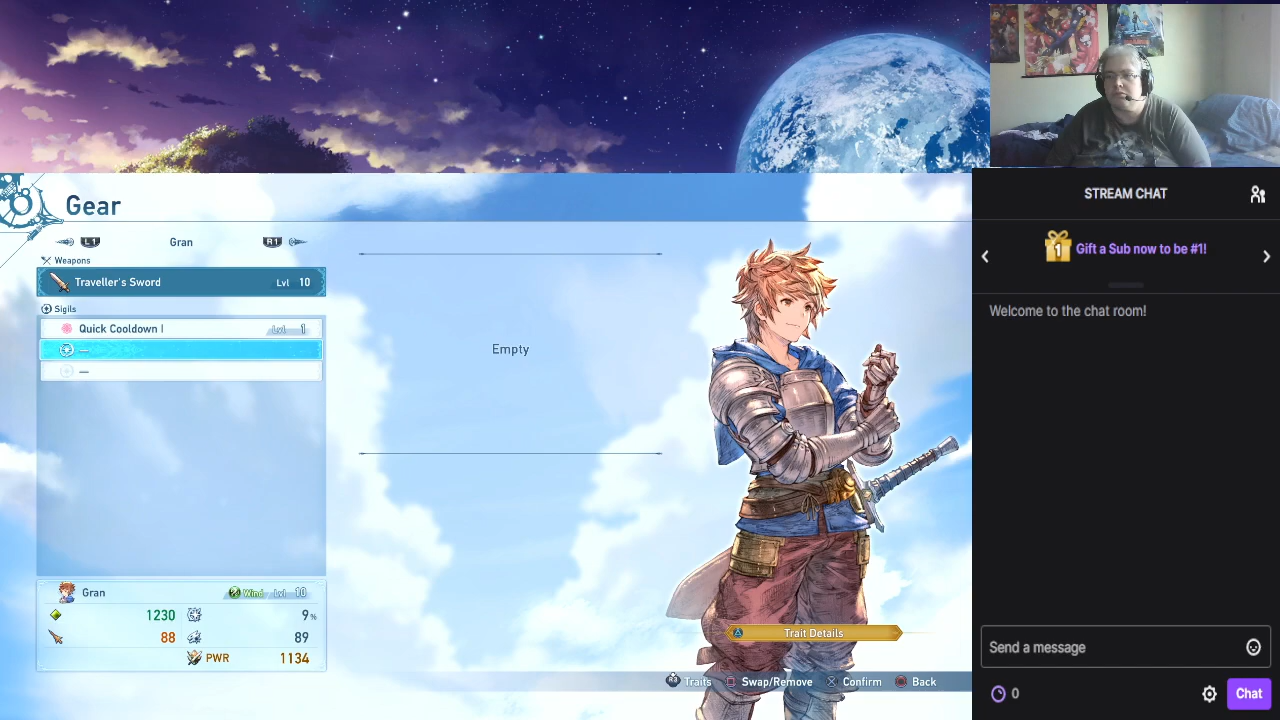 Gear
L1 Gran R1
Weapons
Traveller's Sword Lvl 10
Sigils
Quick Cooldown I Lvl 1
—
—
Empty
Gran Wind Lvl 10
1230 9%
88 89
PWR 1134
Trait Details
R3 Traits Swap/Remove Confirm Back
STREAM CHAT
1 Gift a Sub now to be #1!
Welcome to the chat room!
Send a message
0 Chat